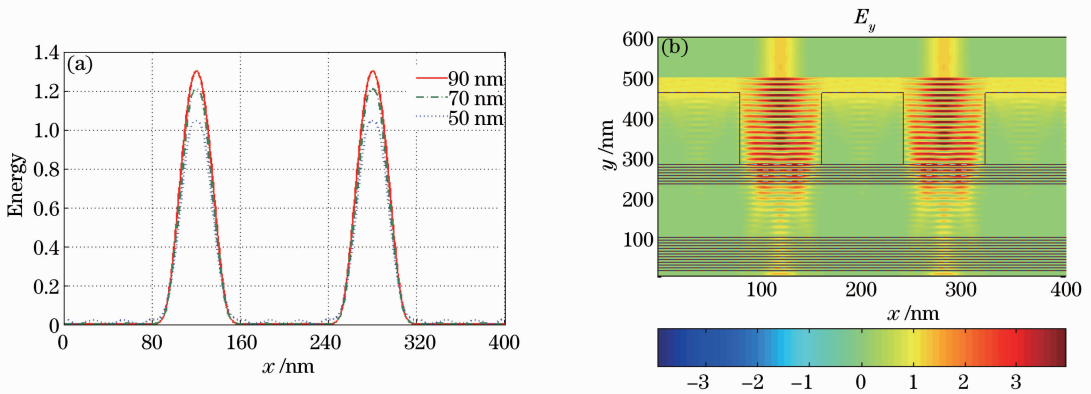 (a)
1.4
1.2
1.0
0.8
0.6
0.4
0.2
0
Energy
90 nm
70 nm
50 nm
0 80 160 240 320 400
x /nm
E_y
(b)
600
500
400
300
200
100
y /nm
100 200 300 400
x /nm
−3 −2 −1 0 1 2 3